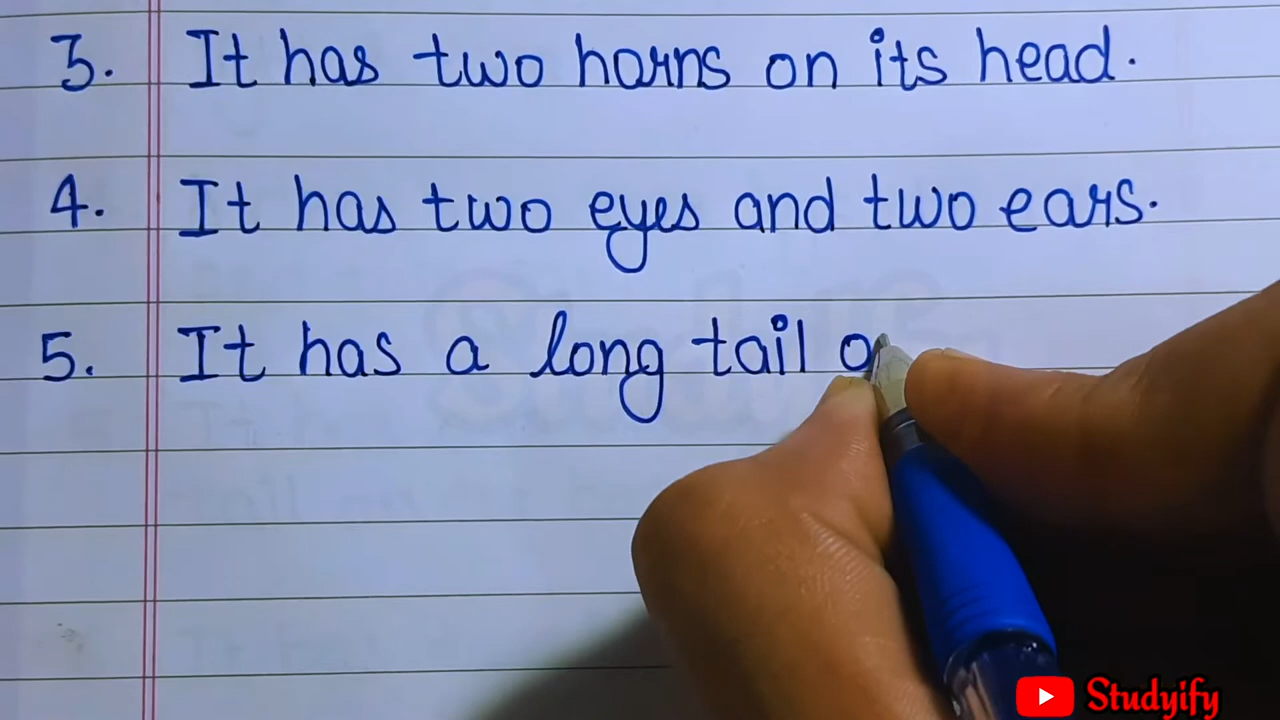 3. It has two horns on its head.
4. It has two eyes and two ears.
5. It has a long tail
Studyify